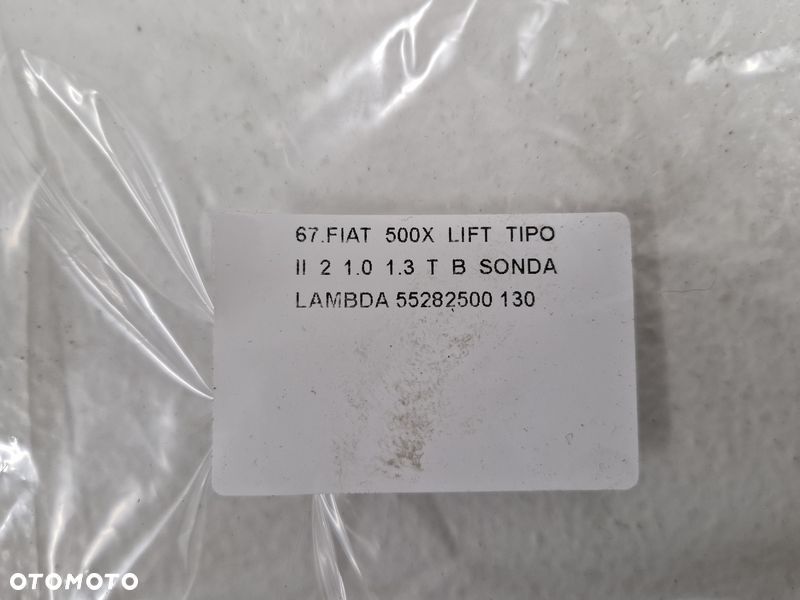 67.FIAT 500X LIFT TIPO
II 2 1.0 1.3 T B SONDA
LAMBDA 55282500 130
OTOMOTO